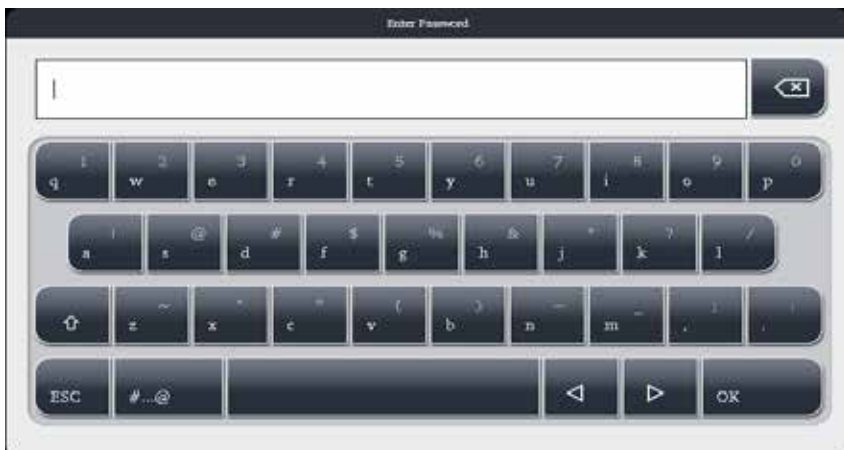 Enter Password
1 2 3 4 5 6 7 8 9 0
q w e r t y u i o p
! @ # $ % & * ? /
a s d f g h j k l
~ " ( ) _
z x c v b n m , .
ESC #...@ OK